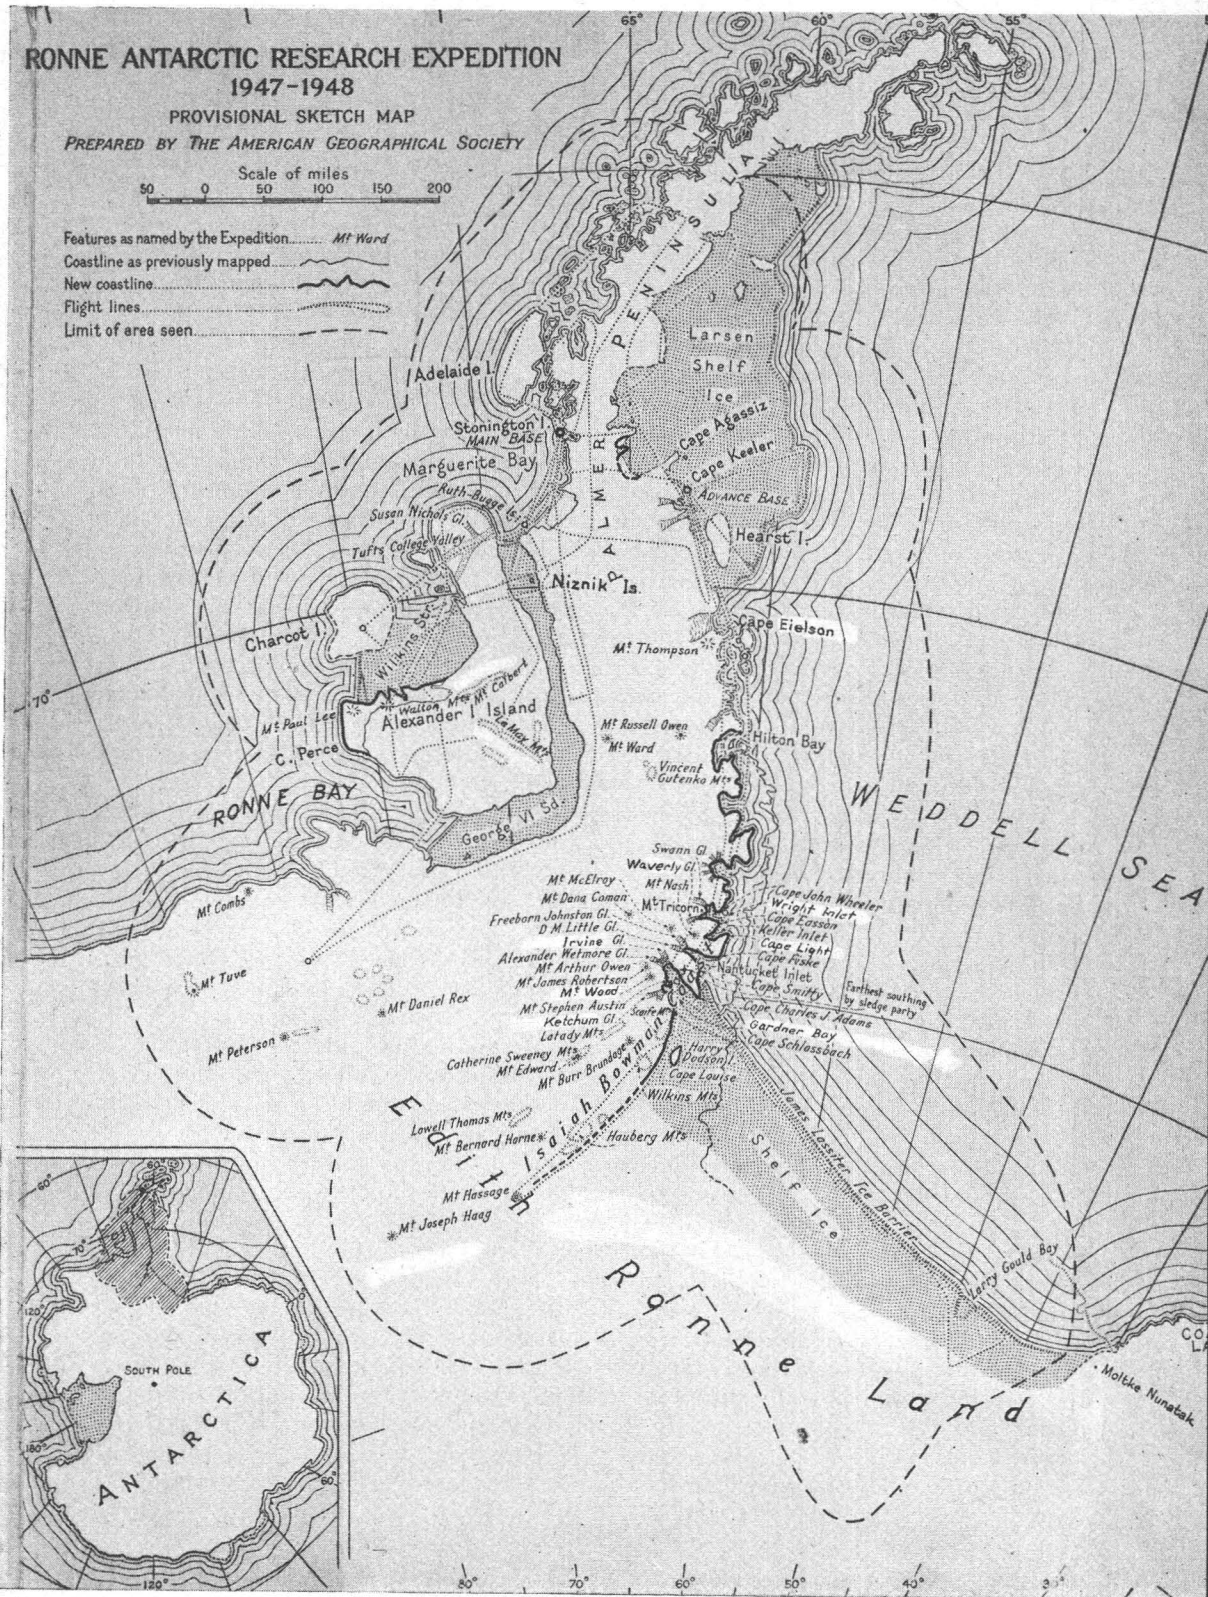 RONNE ANTARCTIC RESEARCH EXPEDITION
1947-1948
PROVISIONAL SKETCH MAP
PREPARED BY THE AMERICAN GEOGRAPHICAL SOCIETY
Scale of miles
50 0 50 100 150 200
Features as named by the Expedition........ Mt Ward
Coastline as previously mapped......
New coastline
Flight lines
Limit of area seen
65°
60°
55°
PALMER PENINSULIA
Larsen
Shelf
Ice
Adelaide I.
Stonington I.
MAIN BASE
Cape Agassiz
Marguerite Bay
Cape Keeler
ADVANCE BASE
Ruth-Bugge Is.
Susan Nichols Gl.
Hearst I.
Tufts College Valley
Niznik Is.
Charcot I.
Wilkins Str.
Cape Eielson
Mt Thompson
70°
Mt Paul Lee
Walton Mts
Mt Colbert
Alexander I Island
LeMay Mts
C. Perce
RONNE BAY
George VI Sd.
Mt Russell Owen
Mt Ward
Hilton Bay
Vincent
Gutenko Mts
WEDDELL SEA
Swann Gl.
Waverly Gl.
Mt McElroy
Mt Nash
Mt Dana Coman
Mt Tricorn
Freeborn Johnston Gl.
D.M. Little Gl.
Irvine Gl.
Alexander Wetmore Gl.
Mt Arthur Owen
Mt James Robertson
Mt Wood
Mt Stephen Austin
Scaife Mts
Ketchum Gl.
Latady Mts
Catherine Sweeney Mts
Mt Edward
Mt Burr Brundage
Cape John Wheeler
Wright Inlet
Cape Easson
Keller Inlet
Cape Light
Cape Fiske
Nantucket Inlet
Cape Smith
Farthest southing
by sledge party
Cape Charles J. Adams
Gardner Bay
Cape Schlossbach
Harry
Dodson I.
Cape Louise
Wilkins Mts
Mt Combs
Mt Tuve
Mt Daniel Rex
Mt Peterson
Isaiah Bowman
Lowell Thomas Mts
Mt Bernard Horne
Hauberg Mts
Mt Hassage
Mt Joseph Haag
James Lassiter Ice Barrier
Shelf Ice
Larry Gould Bay
Edith Ronne Land
Moltke Nunatak
60°
60°
70°
0°
120°
SOUTH POLE
ANTARCTICA
180°
60°
120°
80°
70°
60°
50°
40°
30°